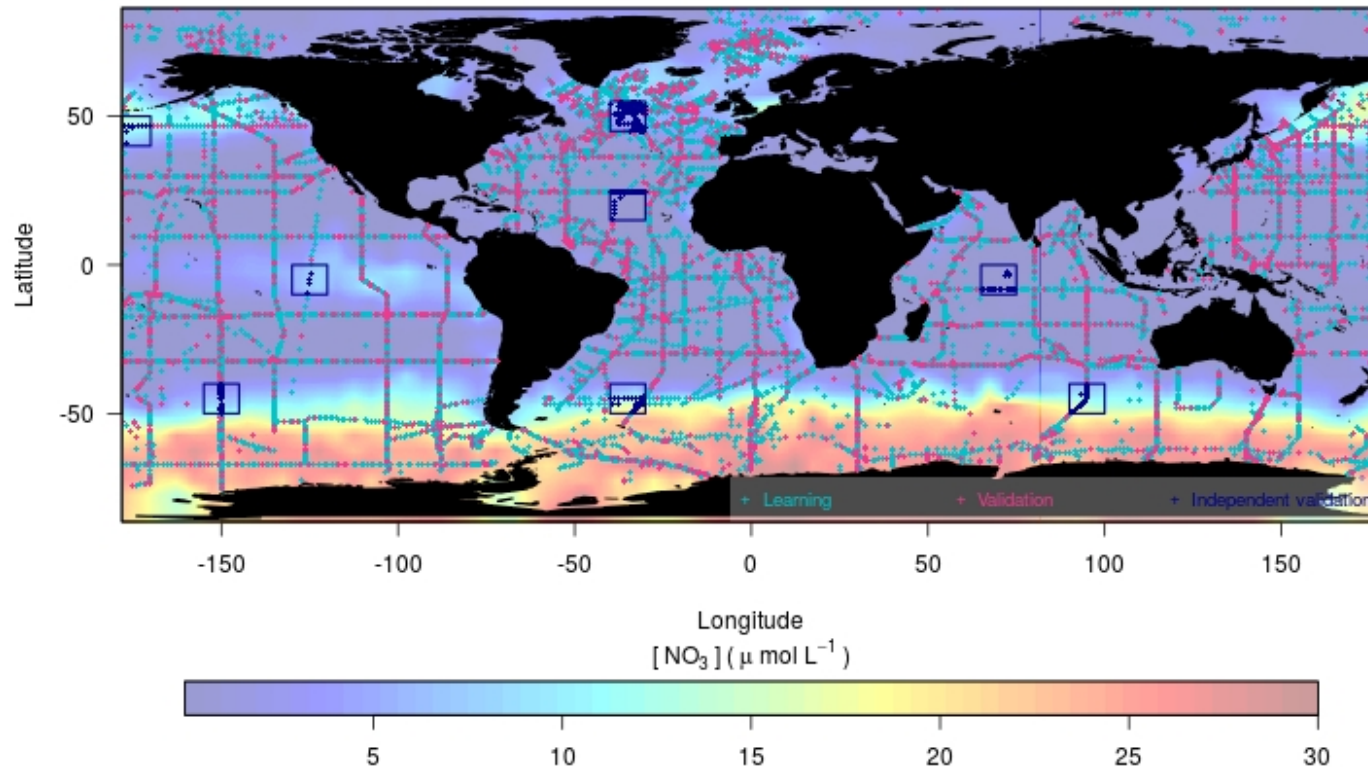 Latitude
50
0
-50
+ Learning + Validation + Independent validation
-150 -100 -50 0 50 100 150
Longitude
[ NO₃ ] ( μ mol L⁻¹ )
5 10 15 20 25 30